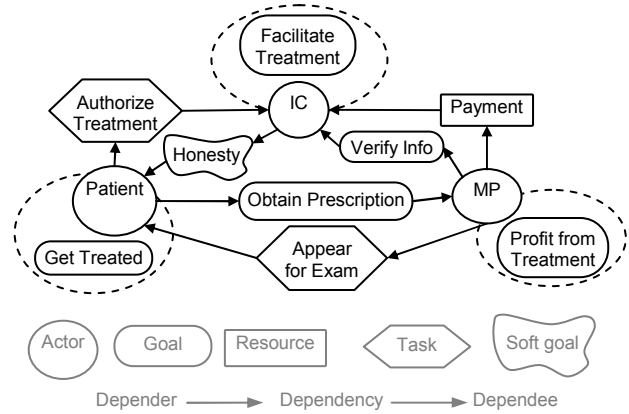 Facilitate
Treatment
Authorize
Treatment
IC
Payment
Honesty
Verify Info
Patient
Obtain Prescription
MP
Get Treated
Appear
for Exam
Profit from
Treatment
Actor
Goal
Resource
Task
Soft goal
Depender
Dependency
Dependee